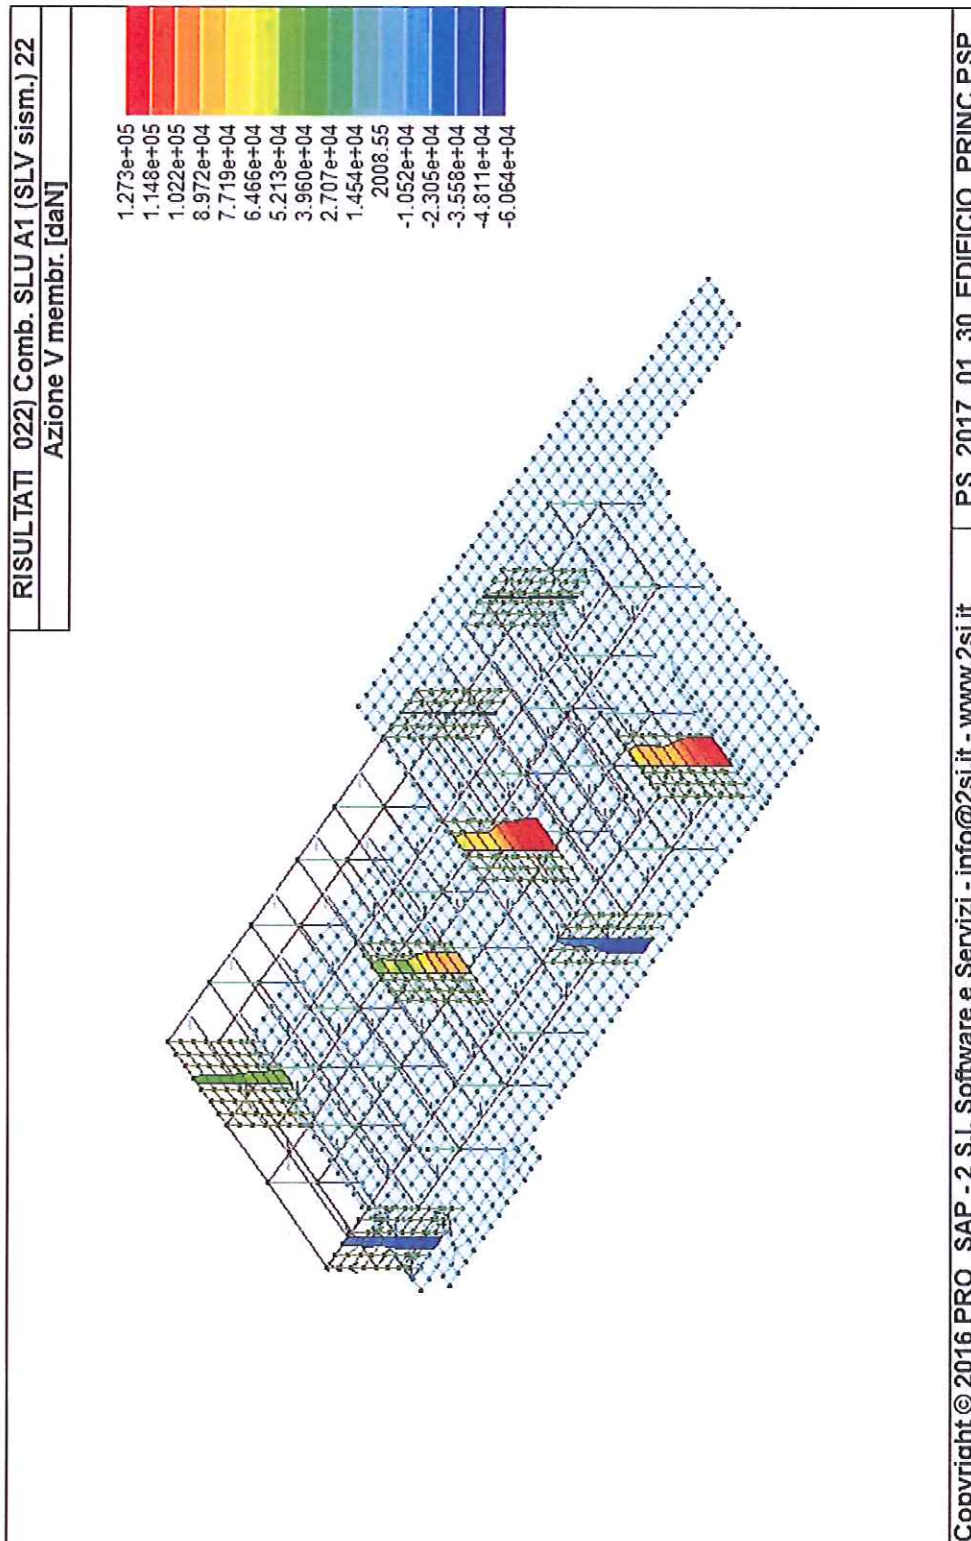 RISULTATI 022) Comb. SLU A1 (SLV sism.) 22
Azione V membr. [daN]
1.273e+05
1.148e+05
1.022e+05
8.972e+04
7.719e+04
6.466e+04
5.213e+04
3.960e+04
2.707e+04
1.454e+04
2008.55
-1.052e+04
-2.305e+04
-3.558e+04
-4.811e+04
-6.064e+04
Copyright © 2016 PRO_SAP - 2 S.I. Software e Servizi - info@2si.it - www.2si.it
PS_2017_01_30_EDIFICIO_PRINC.PSP